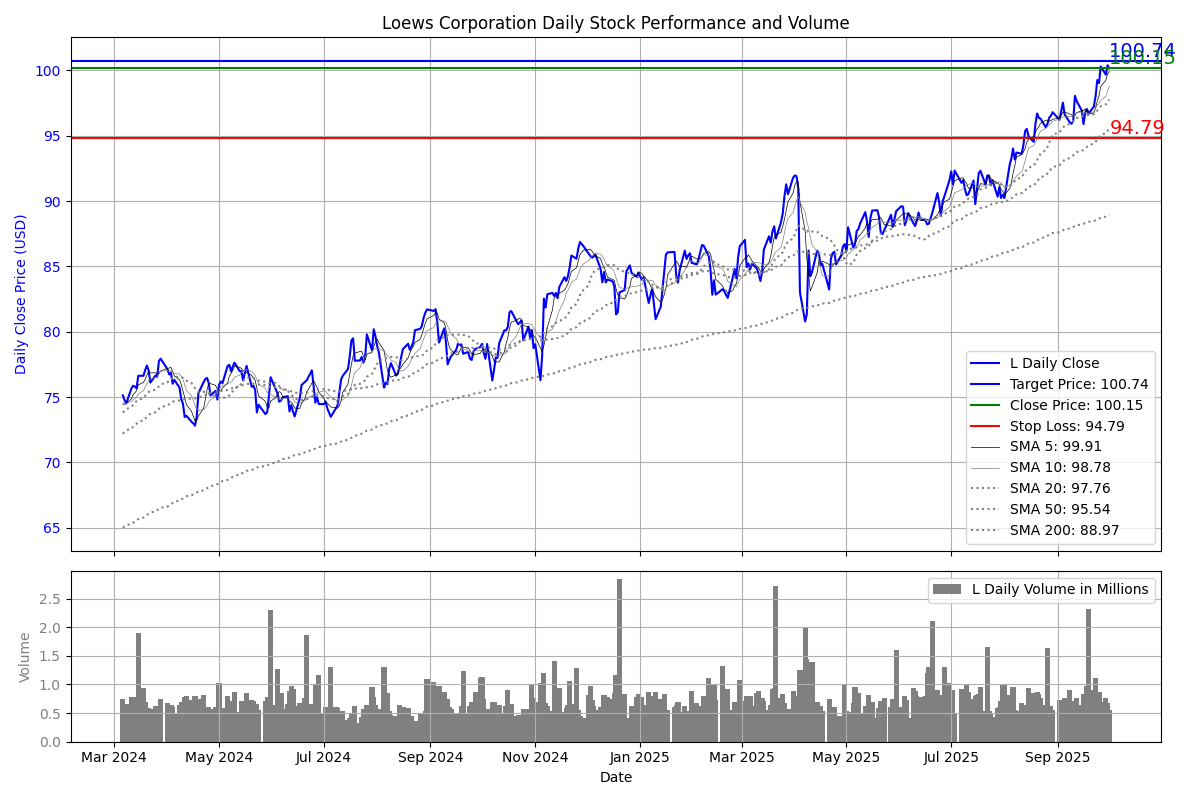 Loews Corporation Daily Stock Performance and Volume
100.74
100.15
94.79
100
95
90
85
80
75
70
65
Daily Close Price (USD)
L Daily Close
Target Price: 100.74
Close Price: 100.15
Stop Loss: 94.79
SMA 5: 99.91
SMA 10: 98.78
SMA 20: 97.76
SMA 50: 95.54
SMA 200: 88.97
L Daily Volume in Millions
2.5
2.0
1.5
1.0
0.5
0.0
Volume
Mar 2024
May 2024
Jul 2024
Sep 2024
Nov 2024
Jan 2025
Mar 2025
May 2025
Jul 2025
Sep 2025
Date